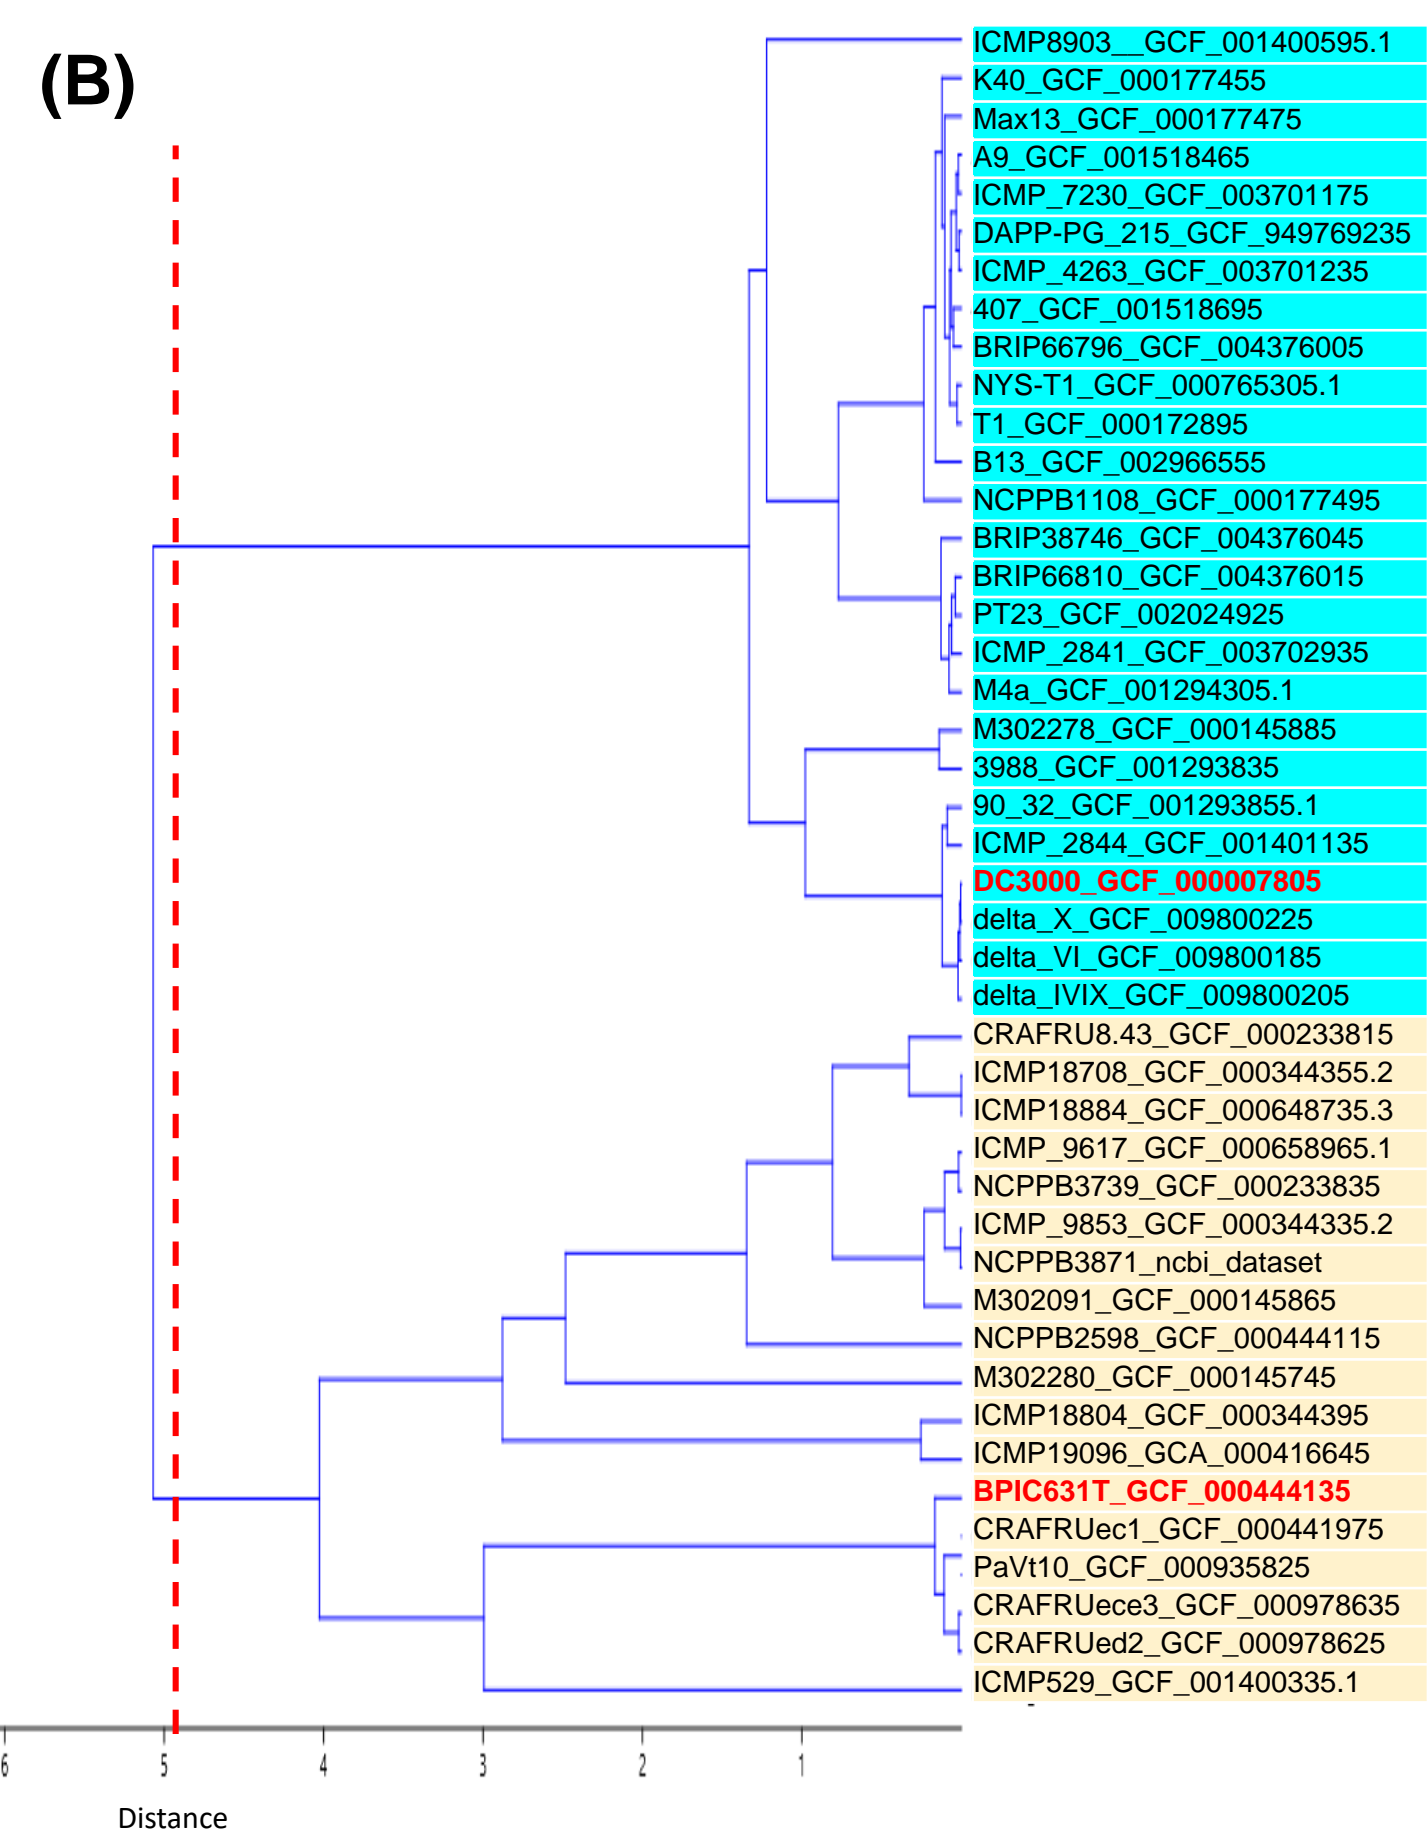 (B)
ICMP8903__GCF_001400595.1
K40_GCF_000177455
Max13_GCF_000177475
A9_GCF_001518465
ICMP_7230_GCF_003701175
DAPP-PG_215_GCF_949769235
ICMP_4263_GCF_003701235
407_GCF_001518695
BRIP66796_GCF_004376005
NYS-T1_GCF_000765305.1
T1_GCF_000172895
B13_GCF_002966555
NCPPB1108_GCF_000177495
BRIP38746_GCF_004376045
BRIP66810_GCF_004376015
PT23_GCF_002024925
ICMP_2841_GCF_003702935
M4a_GCF_001294305.1
M302278_GCF_000145885
3988_GCF_001293835
90_32_GCF_001293855.1
ICMP_2844_GCF_001401135
DC3000_GCF_000007805
delta_X_GCF_009800225
delta_VI_GCF_009800185
delta_IVIX_GCF_009800205
CRAFRU8.43_GCF_000233815
ICMP18708_GCF_000344355.2
ICMP18884_GCF_000648735.3
ICMP_9617_GCF_000658965.1
NCPPB3739_GCF_000233835
ICMP_9853_GCF_000344335.2
NCPPB3871_ncbi_dataset
M302091_GCF_000145865
NCPPB2598_GCF_000444115
M302280_GCF_000145745
ICMP18804_GCF_000344395
ICMP19096_GCA_000416645
BPIC631T_GCF_000444135
CRAFRUec1_GCF_000441975
PaVt10_GCF_000935825
CRAFRUece3_GCF_000978635
CRAFRUed2_GCF_000978625
ICMP529_GCF_001400335.1
6 5 4 3 2 1
Distance